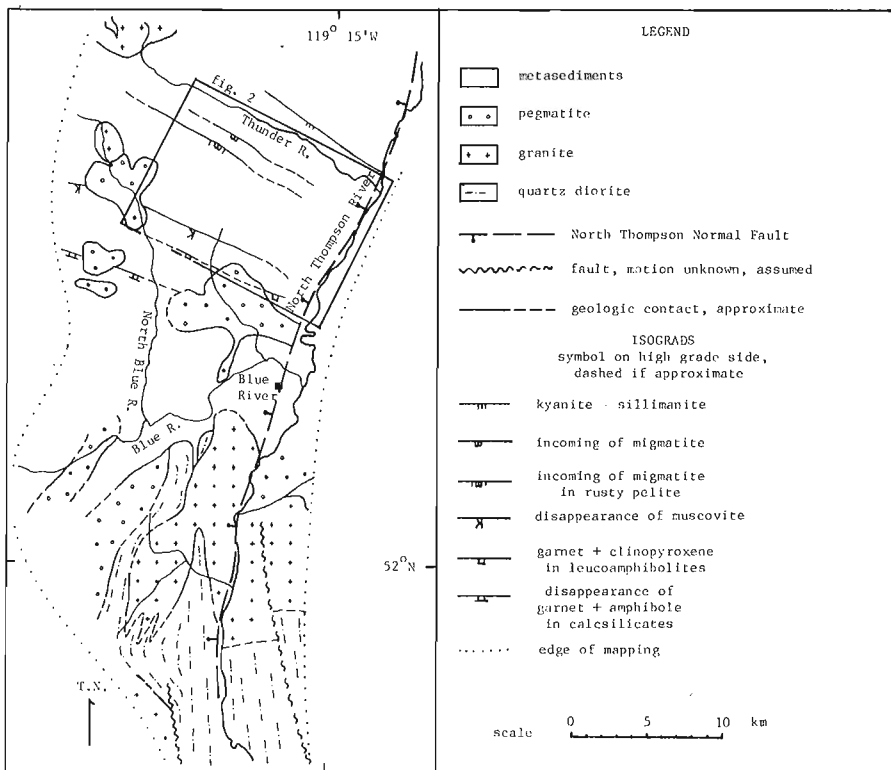 119° 15'W
fig. 2
Thunder R.
North Thompson River
North Blue R.
Blue
River
Blue R.
52°N
T.N.
LEGEND
metasediments
pegmatite
granite
quartz diorite
North Thompson Normal Fault
fault, motion unknown, assumed
geologic contact, approximate
ISOGRADS
symbol on high grade side,
dashed if approximate
kyanite - sillimanite
incoming of migmatite
incoming of migmatite
in rusty pelite
disappearance of muscovite
garnet + clinopyroxene
in leucoamphibolites
disappearance of
garnet + amphibole
in calcsilicates
edge of mapping
scale
0 5 10 km